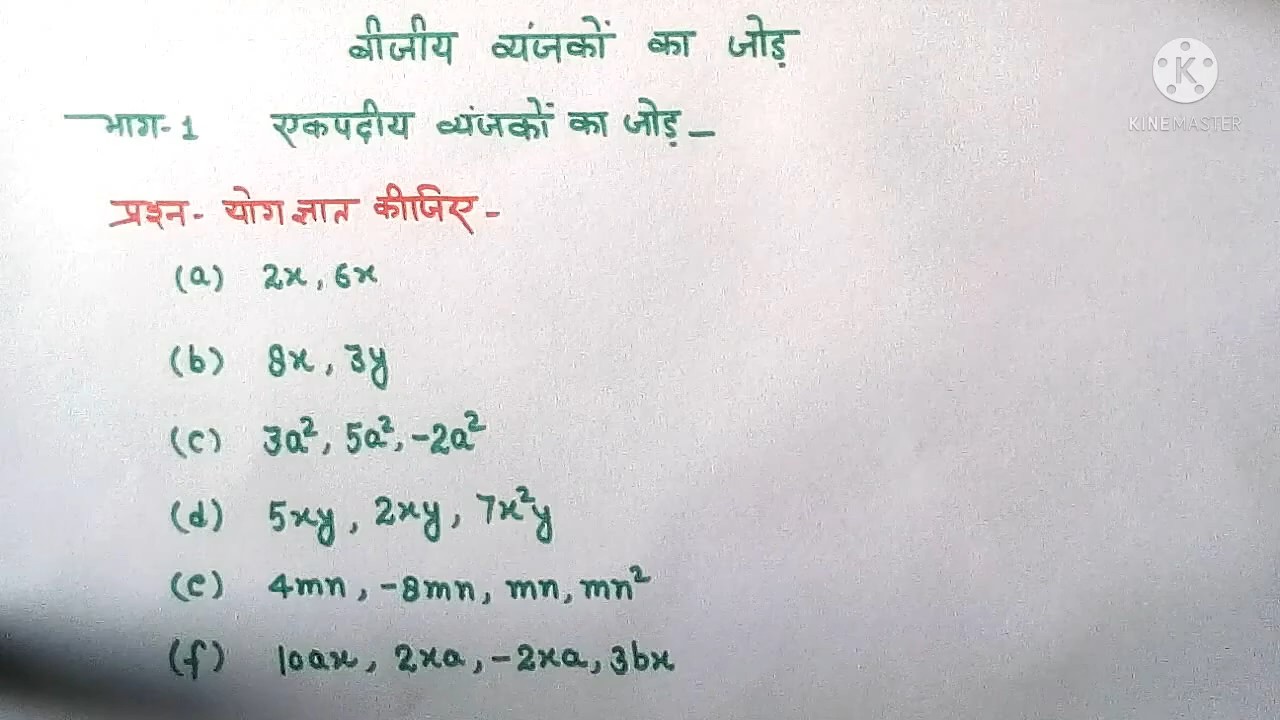 बीजीय व्यंजकों का जोड़
K
KINEMASTER
भाग-1 एकपदीय व्यंजकों का जोड़ –
प्रश्न- योग ज्ञात कीजिए -
(a) 2x, 6x
(b) 8x, 3y
(c) 3a², 5a², -2a²
(d) 5xy, 2xy, 7x²y
(e) 4mn, -8mn, mn, mn²
(f) 10ax, 2xa, -2xa, 3bx